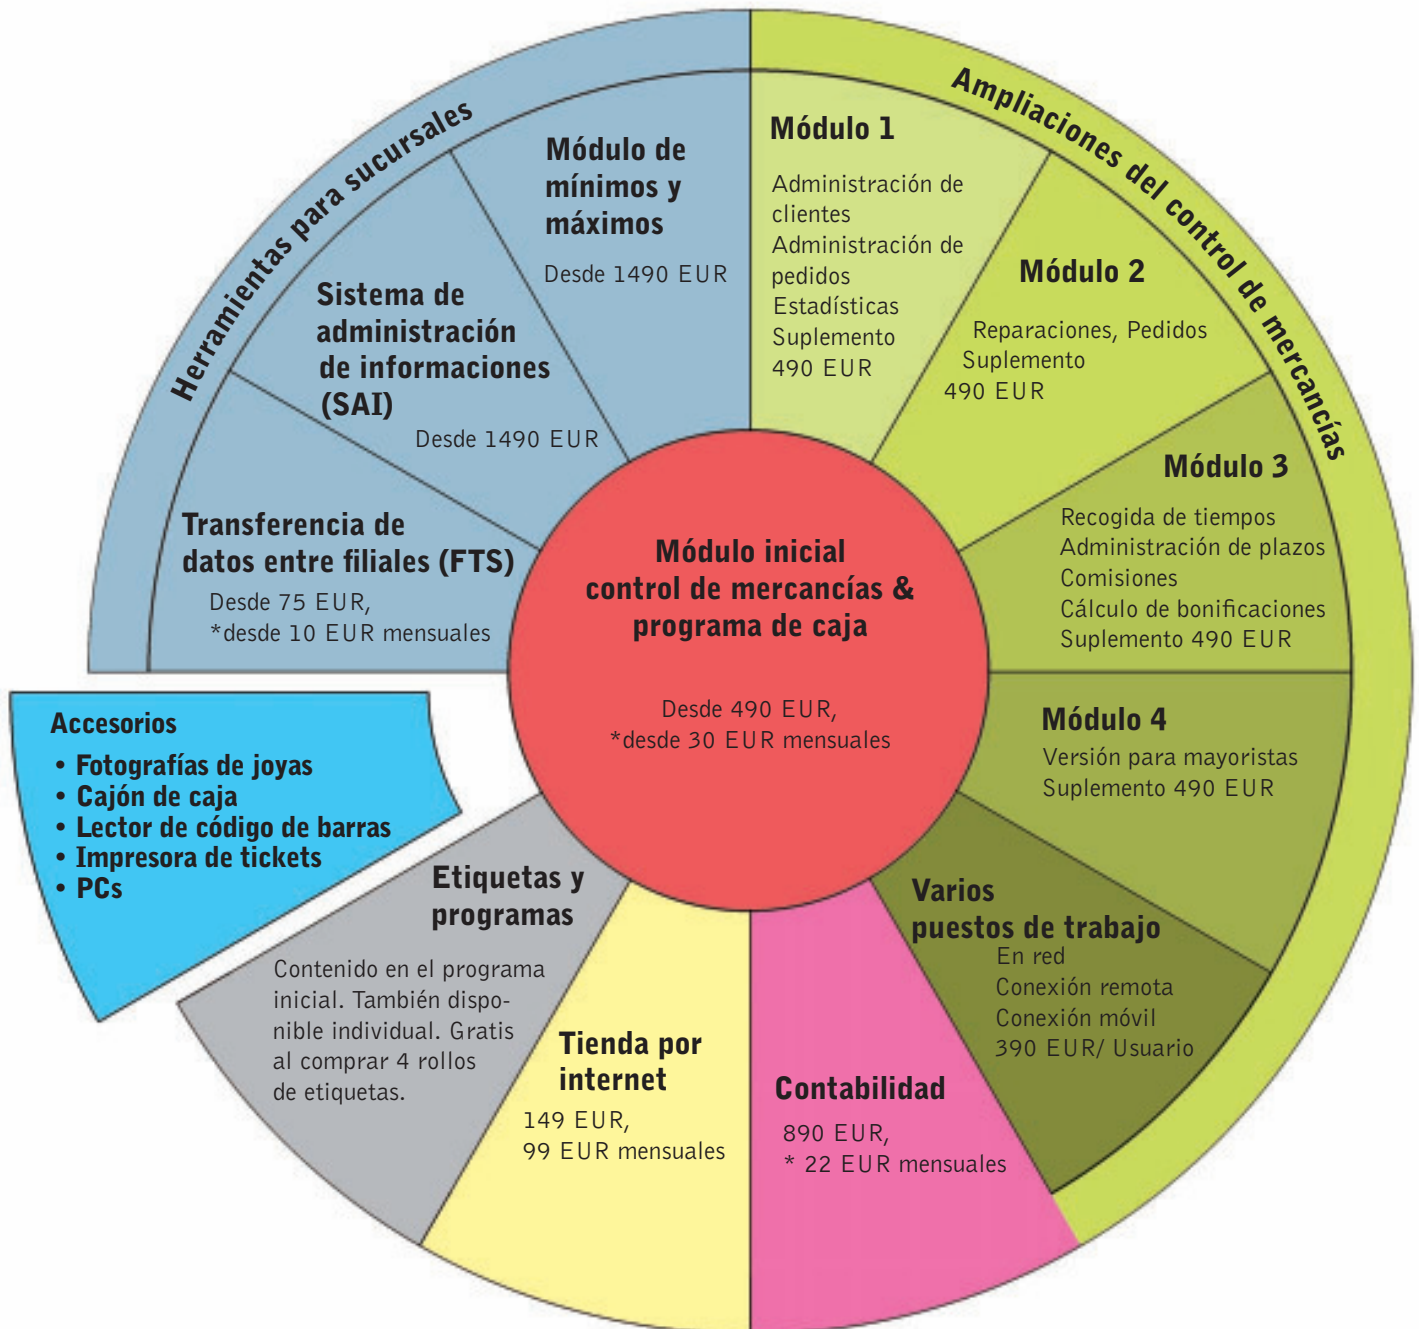 Herramientas para sucursales
Ampliaciones del control de mercancías
Módulo de
mínimos y
máximos
Desde 1490 EUR
Sistema de
administración
de informaciones
(SAI)
Desde 1490 EUR
Transferencia de
datos entre filiales (FTS)
Desde 75 EUR,
*desde 10 EUR mensuales
Módulo 1
Administración de
clientes
Administración de
pedidos
Estadísticas
Suplemento
490 EUR
Módulo 2
Reparaciones, Pedidos
Suplemento
490 EUR
Módulo 3
Recogida de tiempos
Administración de plazos
Comisiones
Cálculo de bonificaciones
Suplemento 490 EUR
Módulo inicial
control de mercancías &
programa de caja
Desde 490 EUR,
*desde 30 EUR mensuales
Módulo 4
Versión para mayoristas
Suplemento 490 EUR
Varios
puestos de trabajo
En red
Conexión remota
Conexión móvil
390 EUR/ Usuario
Contabilidad
890 EUR,
* 22 EUR mensuales
Tienda por
internet
149 EUR,
99 EUR mensuales
Etiquetas y
programas
Contenido en el programa
inicial. También dispo-
nible individual. Gratis
al comprar 4 rollos
de etiquetas.
Accesorios
• Fotografías de joyas
• Cajón de caja
• Lector de código de barras
• Impresora de tickets
• PCs